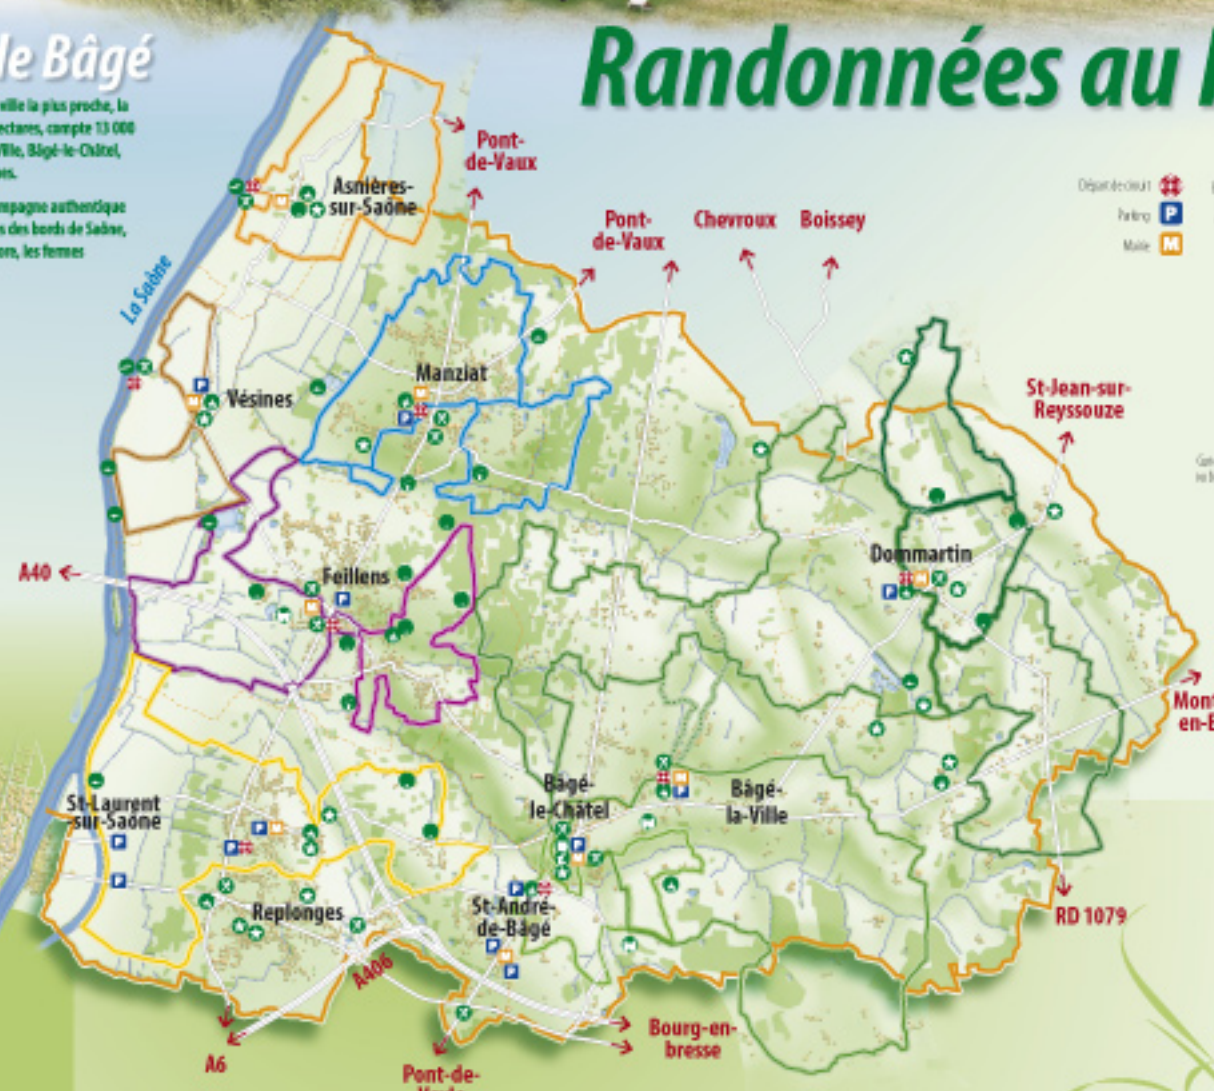 le Bâgé
Randonnées au
ville la plus proche, la
ectares, compte 13 000
Ville, Bâgé-le-Châtel,
mpagne authentique
s des bords de Saône,
ore, les fermes
Pont-
de-Vaux
Asnières-
sur-Saône
Départ de circuit
Parking P
Mairie M
Pont-
de-Vaux
Chevroux
Boissey
La Saône
Manziat
Vésines
St-Jean-sur-
Reyssouze
Dommartin
A40
Feillens
Mont
en-B
St-Laurent
-sur-Saône
Bâgé-
le-Châtel
Bâgé-
la-Ville
Replonges
St-André-
de-Bâgé
RD 1079
A406
A6
Bourg-en-
bresse
Pont-de-